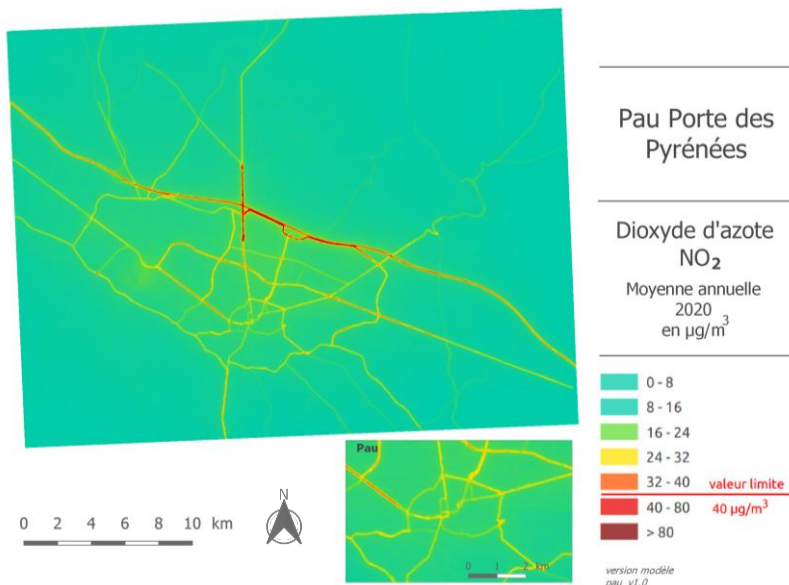 Pau Porte des
Pyrénées
Dioxyde d'azote
NO₂
Moyenne annuelle
2020
en µg/m³
0 - 8
8 - 16
16 - 24
24 - 32
32 - 40
valeur limite
40 - 80
40 µg/m³
> 80
version modèle
pau_v1.0
Pau
0 1 2 km
N
0 2 4 6 8 10 km